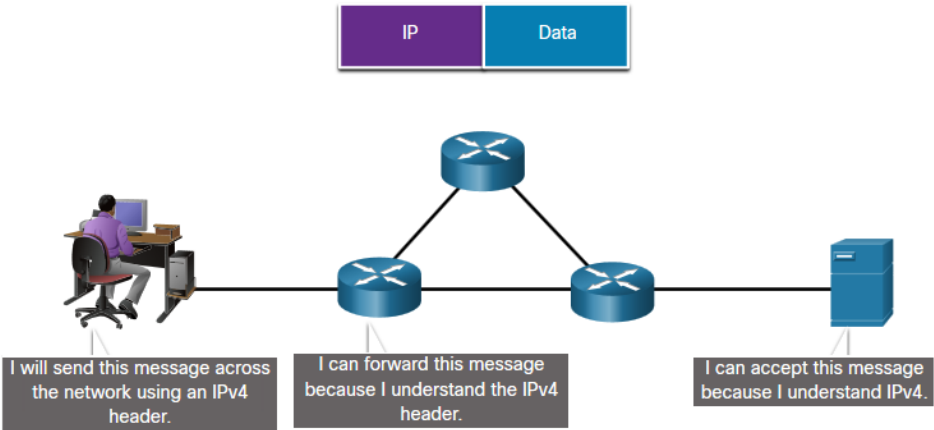 IP
Data
I will send this message across
the network using an IPv4
header.
I can forward this message
because I understand the IPv4
header.
I can accept this message
because I understand IPv4.